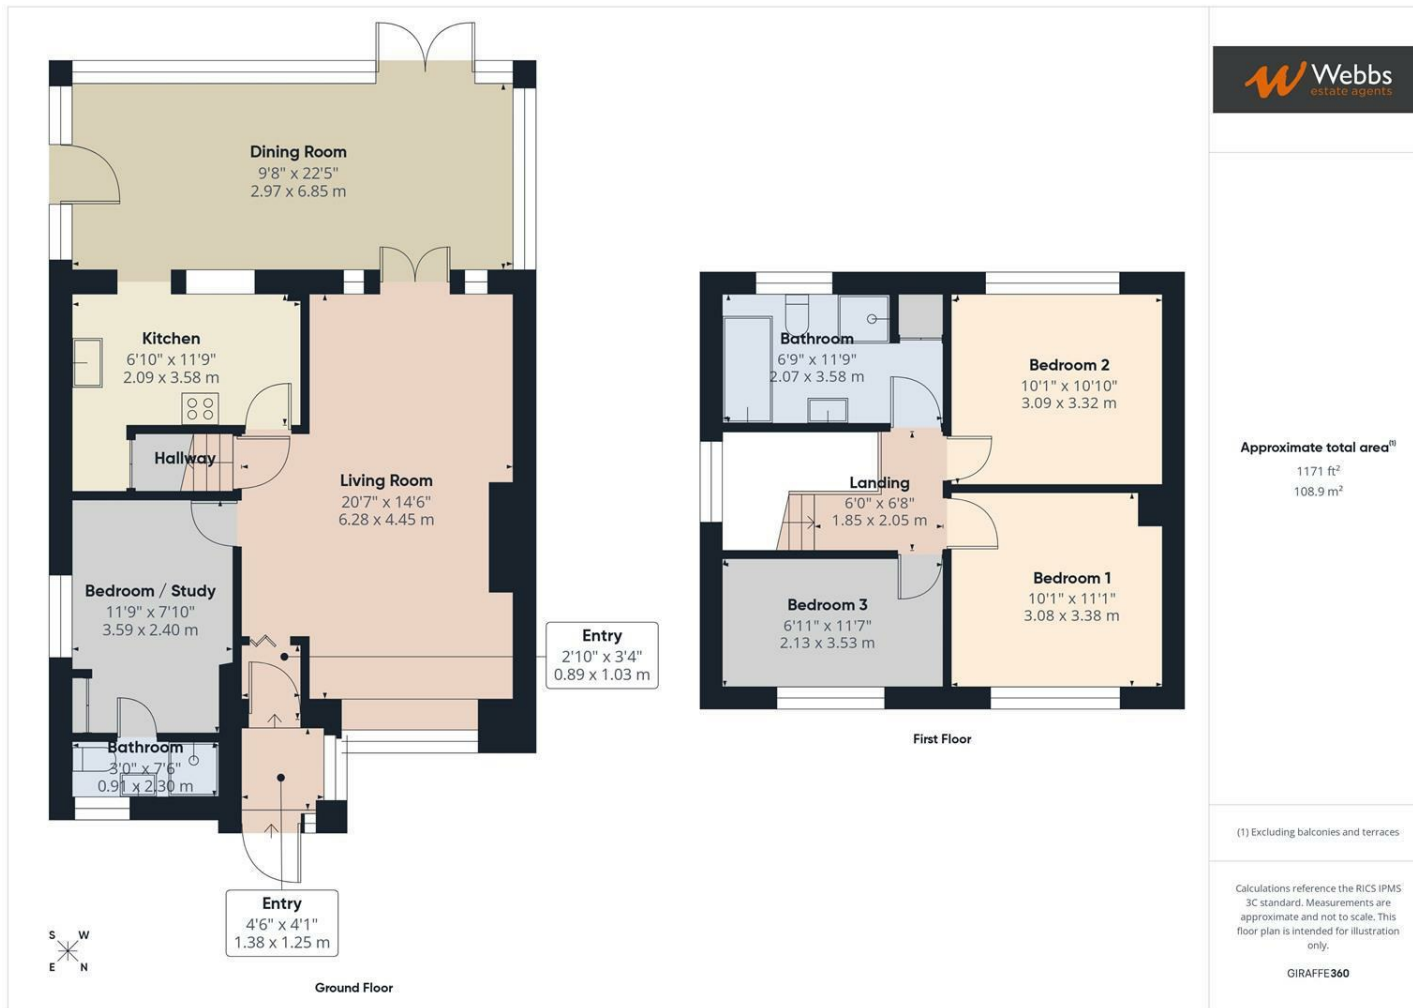 Dining Room
9'8" x 22'5"
2.97 x 6.85 m
Kitchen
6'10" x 11'9"
2.09 x 3.58 m
Hallway
Living Room
20'7" x 14'6"
6.28 x 4.45 m
Bedroom / Study
11'9" x 7'10"
3.59 x 2.40 m
Entry
2'10" x 3'4"
0.89 x 1.03 m
Bathroom
3'0" x 7'6"
0.91 x 2.30 m
Entry
4'6" x 4'1"
1.38 x 1.25 m
S W
E N
Ground Floor
Bathroom
6'9" x 11'9"
2.07 x 3.58 m
Bedroom 2
10'1" x 10'10"
3.09 x 3.32 m
Landing
6'0" x 6'8"
1.85 x 2.05 m
Bedroom 3
6'11" x 11'7"
2.13 x 3.53 m
Bedroom 1
10'1" x 11'1"
3.08 x 3.38 m
First Floor
Webbs
estate agents
Approximate total area(1)
1171 ft²
108.9 m²
(1) Excluding balconies and terraces
Calculations reference the RICS IPMS
3C standard. Measurements are
approximate and not to scale. This
floor plan is intended for illustration
only.
GIRAFFE360